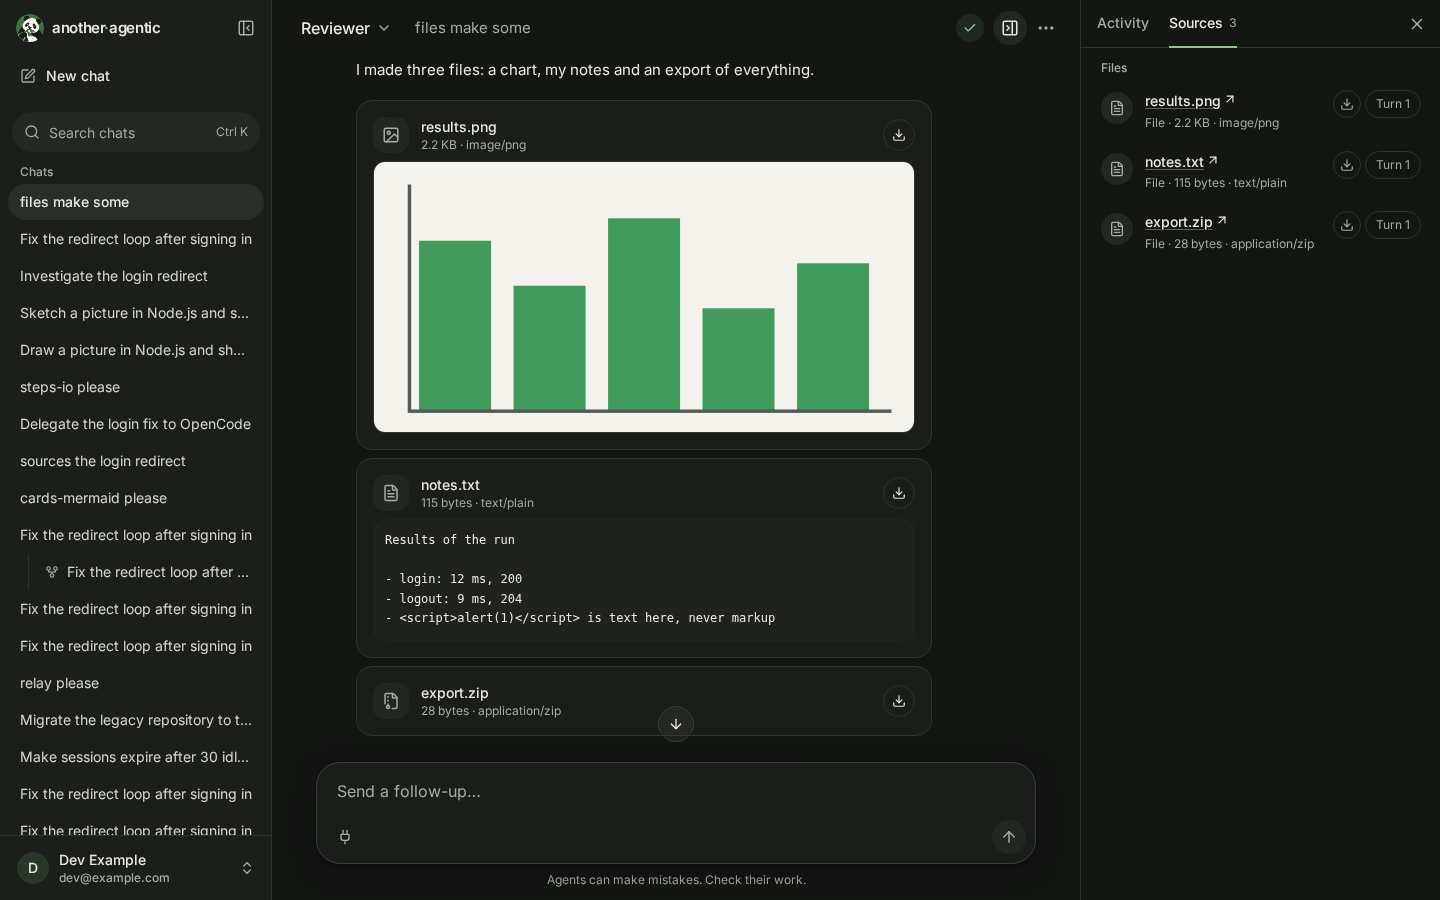 another·agentic
New chat
Search chats Ctrl K
Chats
files make some
Fix the redirect loop after signing in
Investigate the login redirect
Sketch a picture in Node.js and s...
Draw a picture in Node.js and sh...
steps-io please
Delegate the login fix to OpenCode
sources the login redirect
cards-mermaid please
Fix the redirect loop after signing in
Fix the redirect loop after ...
Fix the redirect loop after signing in
Fix the redirect loop after signing in
relay please
Migrate the legacy repository to t...
Make sessions expire after 30 idl...
Fix the redirect loop after signing in
Fix the redirect loop after signing in
D
Dev Example
dev@example.com
Reviewer files make some
I made three files: a chart, my notes and an export of everything.
results.png
2.2 KB · image/png
notes.txt
115 bytes · text/plain
Results of the run
- login: 12 ms, 200
- logout: 9 ms, 204
- <script>alert(1)</script> is text here, never markup
export.zip
28 bytes · application/zip
Send a follow-up...
Agents can make mistakes. Check their work.
Activity Sources 3
Files
results.png Turn 1
File · 2.2 KB · image/png
notes.txt Turn 1
File · 115 bytes · text/plain
export.zip Turn 1
File · 28 bytes · application/zip